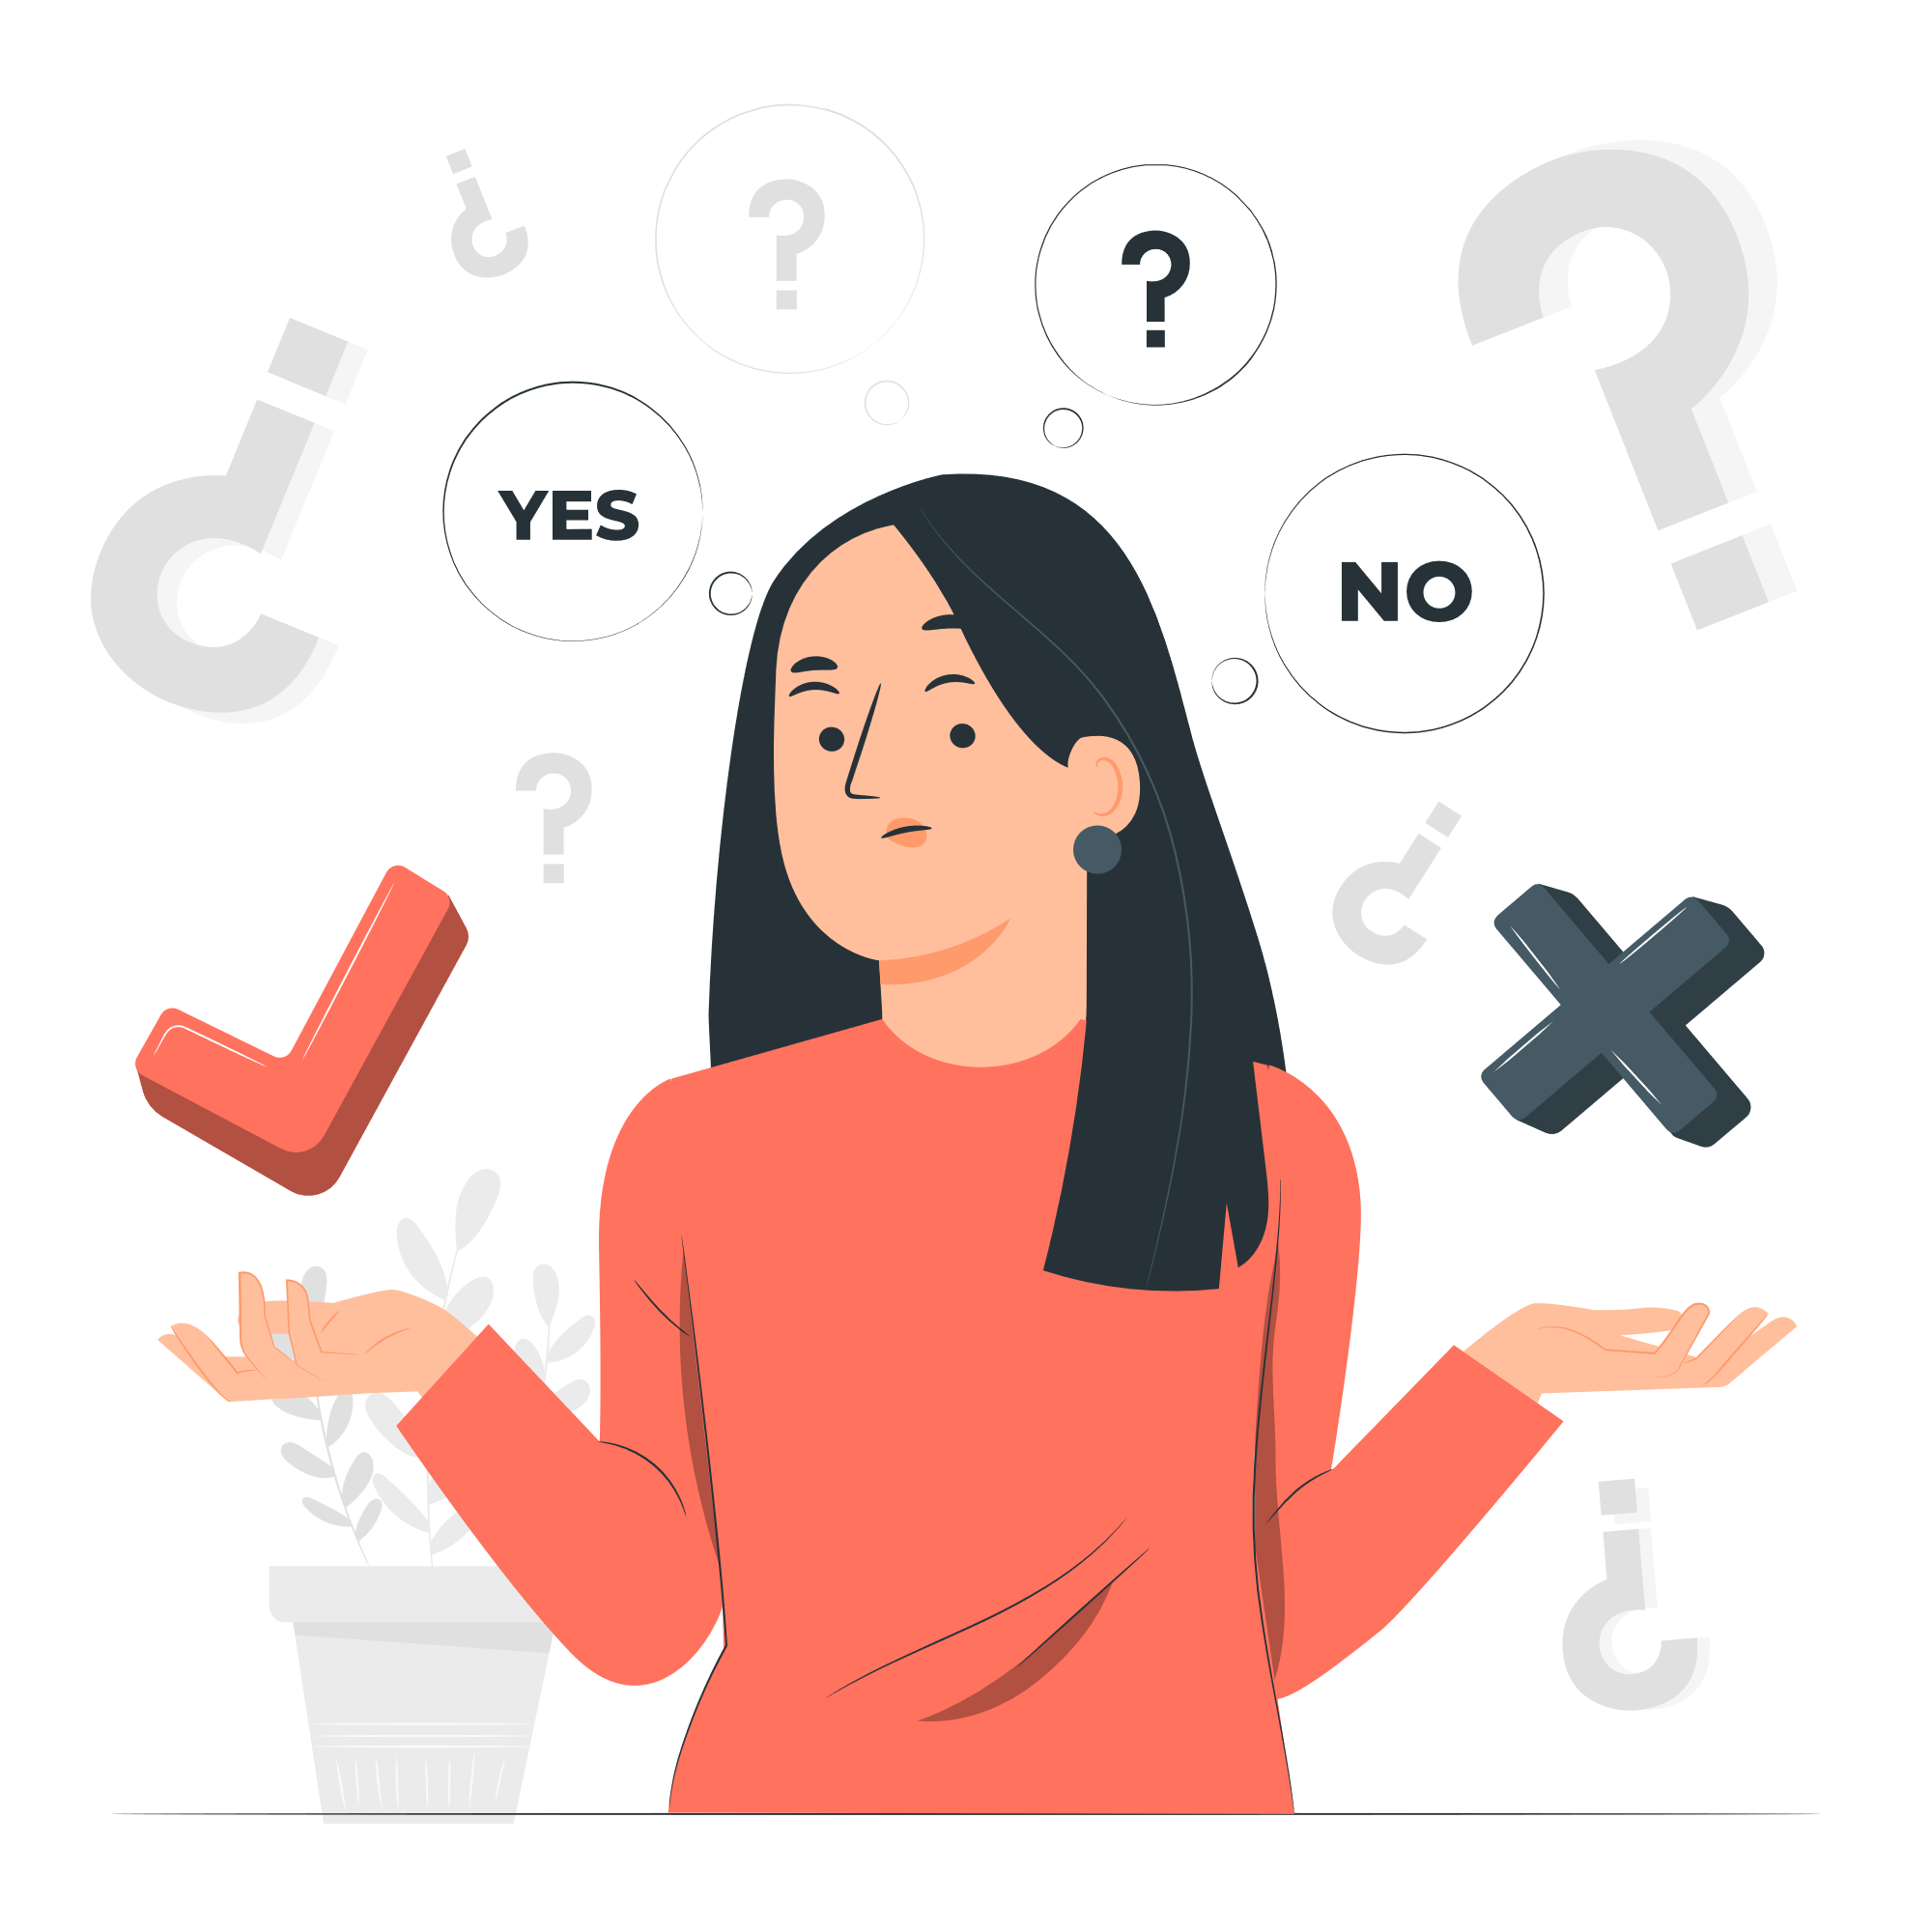 ?
?
YES
NO